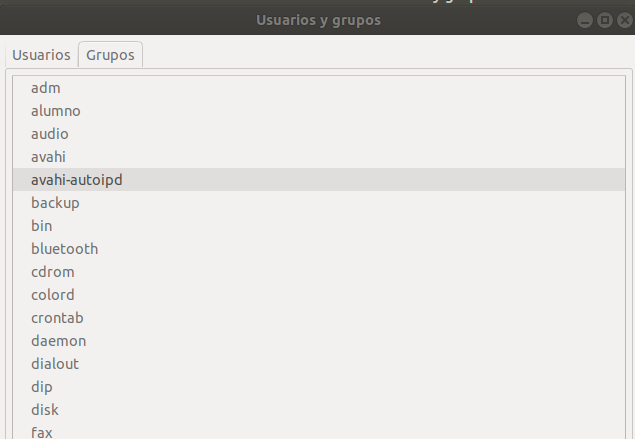 Usuarios y grupos
Usuarios Grupos
adm
alumno
audio
avahi
avahi-autoipd
backup
bin
bluetooth
cdrom
colord
crontab
daemon
dialout
dip
disk
fax